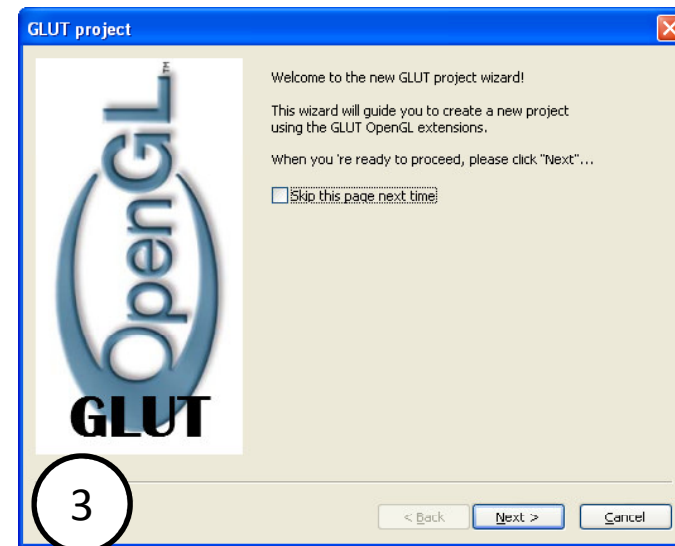 GLUT project
Welcome to the new GLUT project wizard!
This wizard will guide you to create a new project
using the GLUT OpenGL extensions.
When you 're ready to proceed, please click "Next"...
Skip this page next time
OpenGL™
GLUT
3
< Back
Next >
Cancel